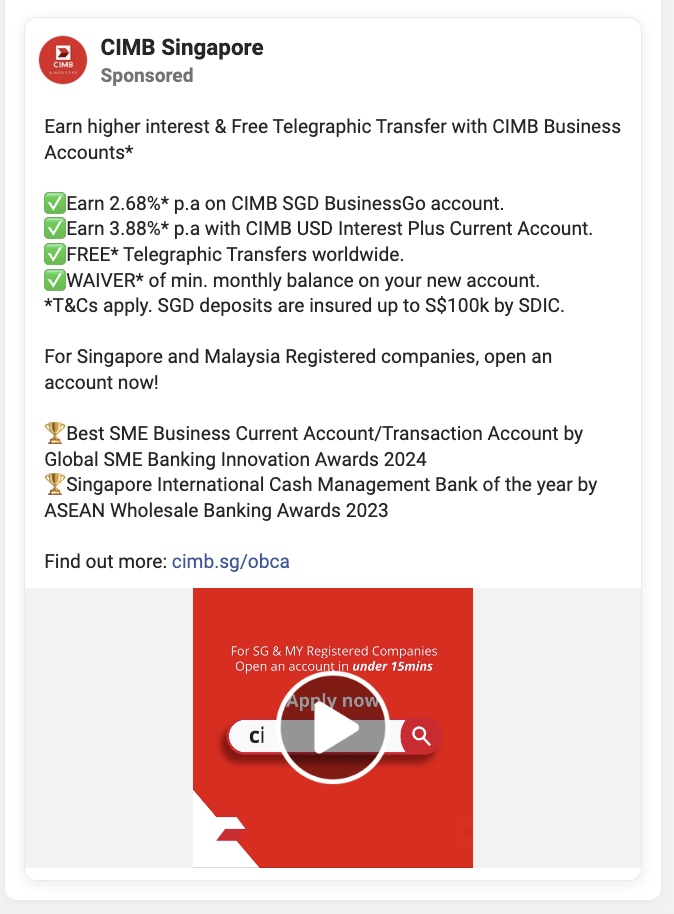 CIMB
SINGAPORE
CIMB Singapore
Sponsored
Earn higher interest & Free Telegraphic Transfer with CIMB Business
Accounts*
✅Earn 2.68%* p.a on CIMB SGD BusinessGo account.
✅Earn 3.88%* p.a with CIMB USD Interest Plus Current Account.
✅FREE* Telegraphic Transfers worldwide.
✅WAIVER* of min. monthly balance on your new account.
*T&Cs apply. SGD deposits are insured up to S$100k by SDIC.
For Singapore and Malaysia Registered companies, open an
account now!
🏆Best SME Business Current Account/Transaction Account by
Global SME Banking Innovation Awards 2024
🏆Singapore International Cash Management Bank of the year by
ASEAN Wholesale Banking Awards 2023
Find out more: cimb.sg/obca
For SG & MY Registered Companies
Open an account in under 15mins
Apply now
ci